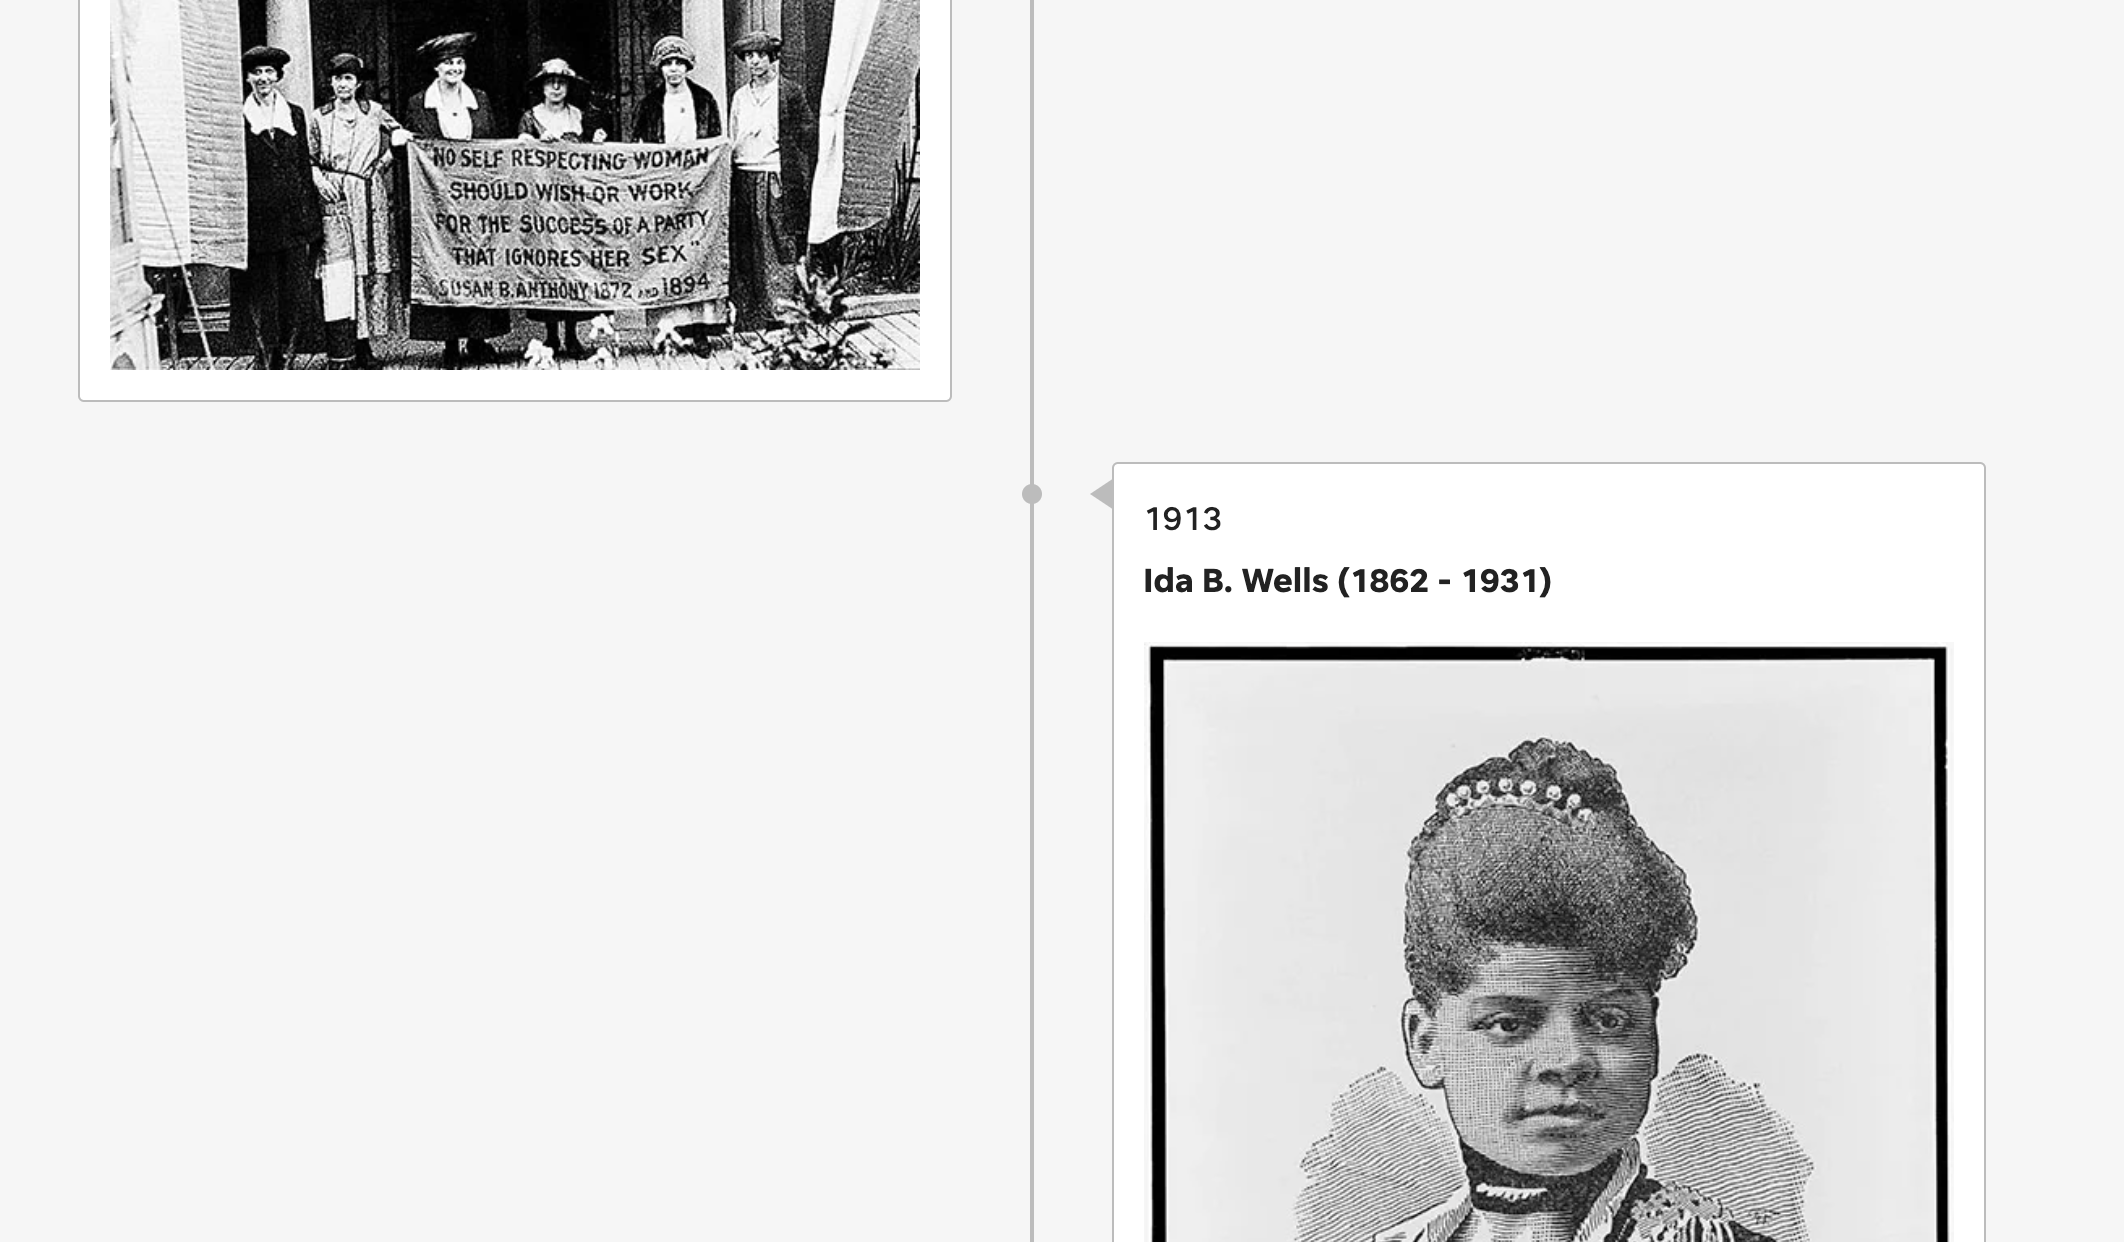 NO SELF RESPECTING WOMAN
SHOULD WISH OR WORK
FOR THE SUCCESS OF A PARTY
THAT IGNORES HER SEX"
SUSAN B. ANTHONY 1872 AND 1894
1913
Ida B. Wells (1862 - 1931)